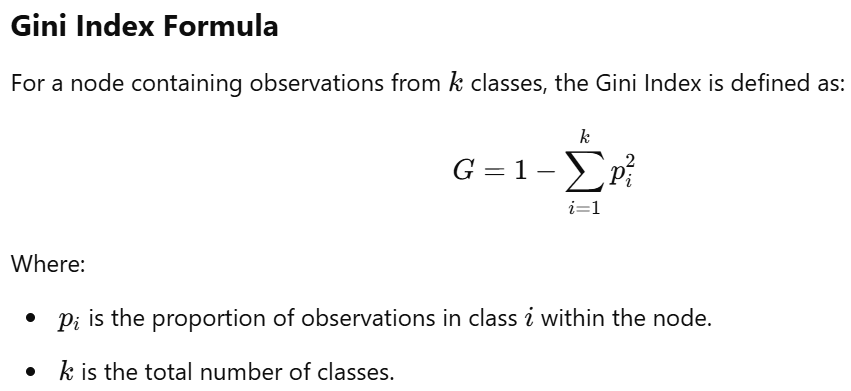 Gini Index Formula
For a node containing observations from k classes, the Gini Index is defined as:
G = 1 − ∑_{i=1}^{k} p_i^2
Where:
• p_i is the proportion of observations in class i within the node.
• k is the total number of classes.